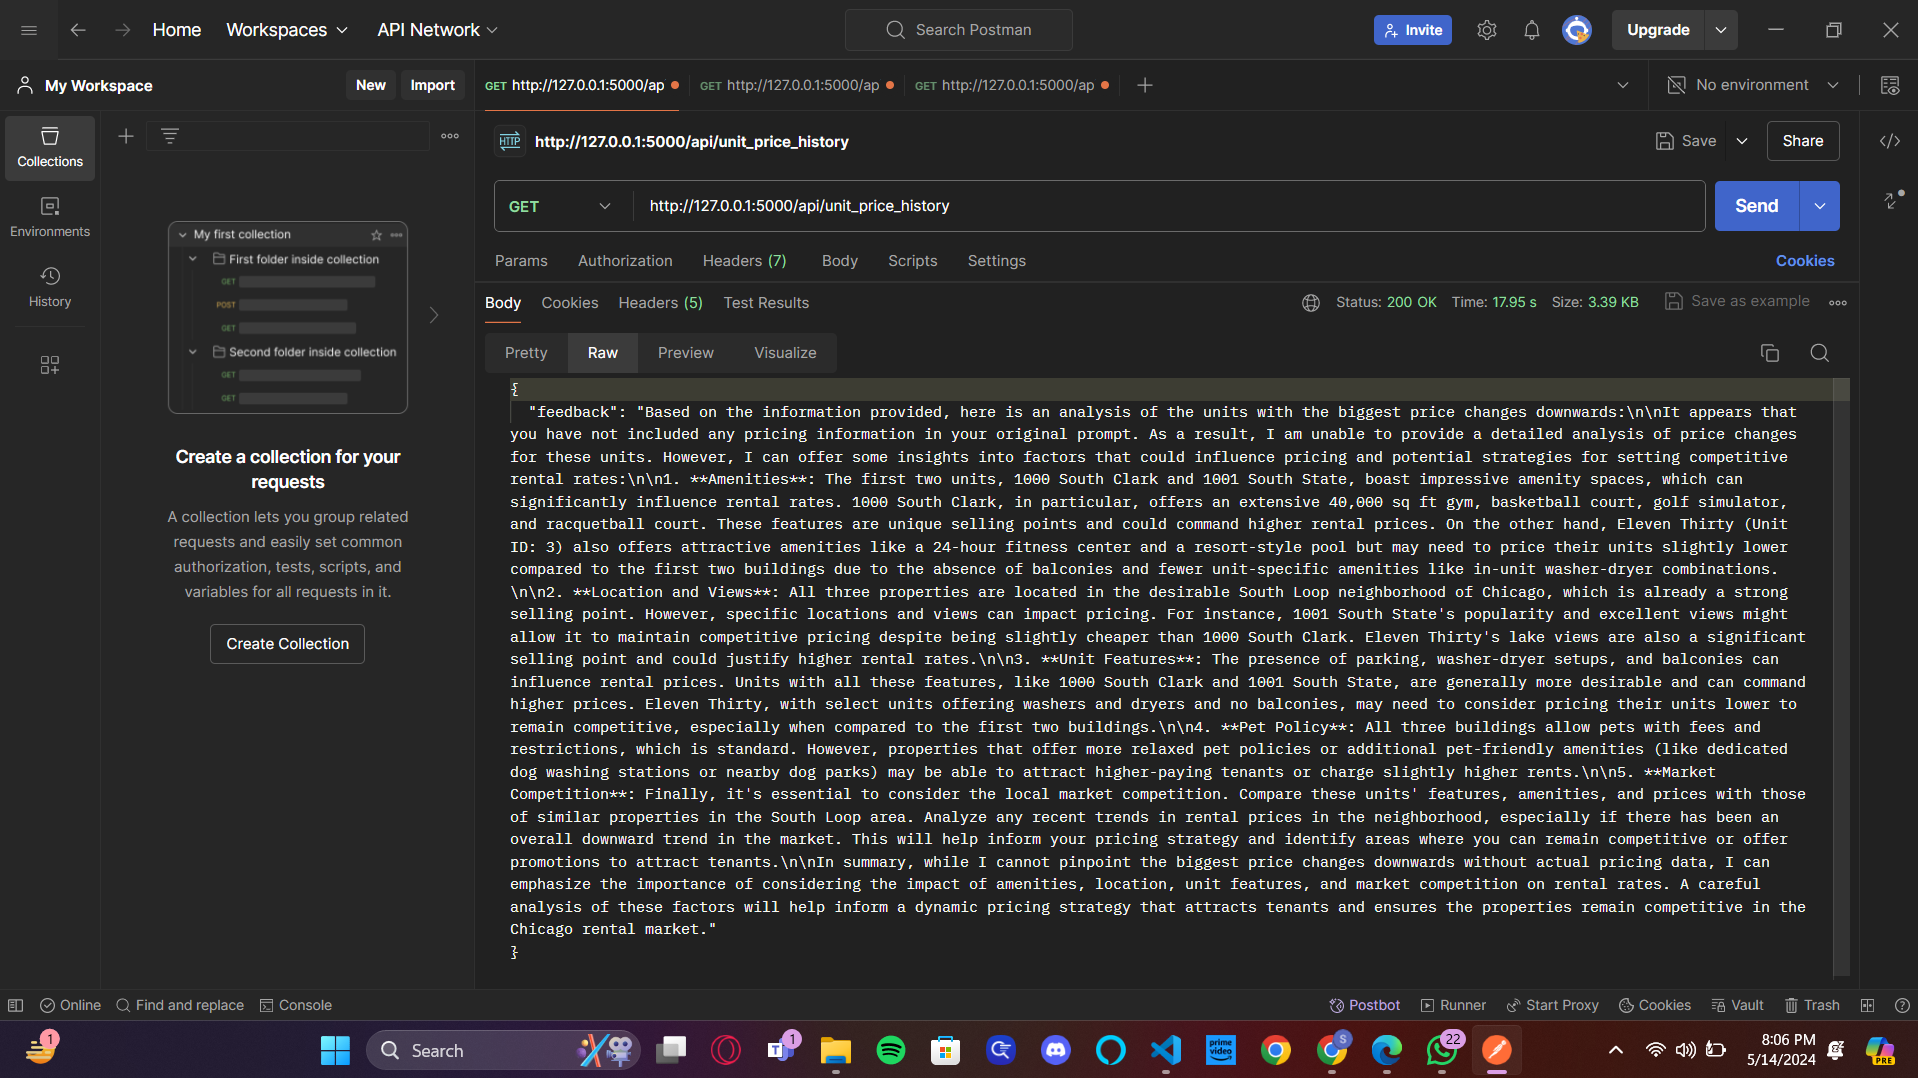 Home
Workspaces
API Network
Search Postman
Invite
Upgrade
My Workspace
New
Import
GET http://127.0.0.1:5000/ap
GET http://127.0.0.1:5000/ap
GET http://127.0.0.1:5000/ap
No environment
Collections
Environments
History
HTTP http://127.0.0.1:5000/api/unit_price_history
Save
Share
GET
http://127.0.0.1:5000/api/unit_price_history
Send
Params
Authorization
Headers (7)
Body
Scripts
Settings
Cookies
My first collection
First folder inside collection
GET
POST
GET
Second folder inside collection
GET
GET
Create a collection for your
requests
A collection lets you group related
requests and easily set common
authorization, tests, scripts, and
variables for all requests in it.
Create Collection
Body
Cookies
Headers (5)
Test Results
Status: 200 OK
Time: 17.95 s
Size: 3.39 KB
Save as example
Pretty
Raw
Preview
Visualize
{
"feedback": "Based on the information provided, here is an analysis of the units with the biggest price changes downwards:\n\nIt appears that
you have not included any pricing information in your original prompt. As a result, I am unable to provide a detailed analysis of price changes
for these units. However, I can offer some insights into factors that could influence pricing and potential strategies for setting competitive
rental rates:\n\n1. **Amenities**: The first two units, 1000 South Clark and 1001 South State, boast impressive amenity spaces, which can
significantly influence rental rates. 1000 South Clark, in particular, offers an extensive 40,000 sq ft gym, basketball court, golf simulator,
and racquetball court. These features are unique selling points and could command higher rental prices. On the other hand, Eleven Thirty (Unit
ID: 3) also offers attractive amenities like a 24-hour fitness center and a resort-style pool but may need to price their units slightly lower
compared to the first two buildings due to the absence of balconies and fewer unit-specific amenities like in-unit washer-dryer combinations.
\n\n2. **Location and Views**: All three properties are located in the desirable South Loop neighborhood of Chicago, which is already a strong
selling point. However, specific locations and views can impact pricing. For instance, 1001 South State's popularity and excellent views might
allow it to maintain competitive pricing despite being slightly cheaper than 1000 South Clark. Eleven Thirty's lake views are also a significant
selling point and could justify higher rental rates.\n\n3. **Unit Features**: The presence of parking, washer-dryer setups, and balconies can
influence rental prices. Units with all these features, like 1000 South Clark and 1001 South State, are generally more desirable and can command
higher prices. Eleven Thirty, with select units offering washers and dryers and no balconies, may need to consider pricing their units lower to
remain competitive, especially when compared to the first two buildings.\n\n4. **Pet Policy**: All three buildings allow pets with fees and
restrictions, which is standard. However, properties that offer more relaxed pet policies or additional pet-friendly amenities (like dedicated
dog washing stations or nearby dog parks) may be able to attract higher-paying tenants or charge slightly higher rents.\n\n5. **Market
Competition**: Finally, it's essential to consider the local market competition. Compare these units' features, amenities, and prices with those
of similar properties in the South Loop area. Analyze any recent trends in rental prices in the neighborhood, especially if there has been an
overall downward trend in the market. This will help inform your pricing strategy and identify areas where you can remain competitive or offer
promotions to attract tenants.\n\nIn summary, while I cannot pinpoint the biggest price changes downwards without actual pricing data, I can
emphasize the importance of considering the impact of amenities, location, unit features, and market competition on rental rates. A careful
analysis of these factors will help inform a dynamic pricing strategy that attracts tenants and ensures the properties remain competitive in the
Chicago rental market."
}
Online
Find and replace
Console
Postbot
Runner
Start Proxy
Cookies
Vault
Trash
1
Search
1
prime video
S
22
8:06 PM
5/14/2024
PRE